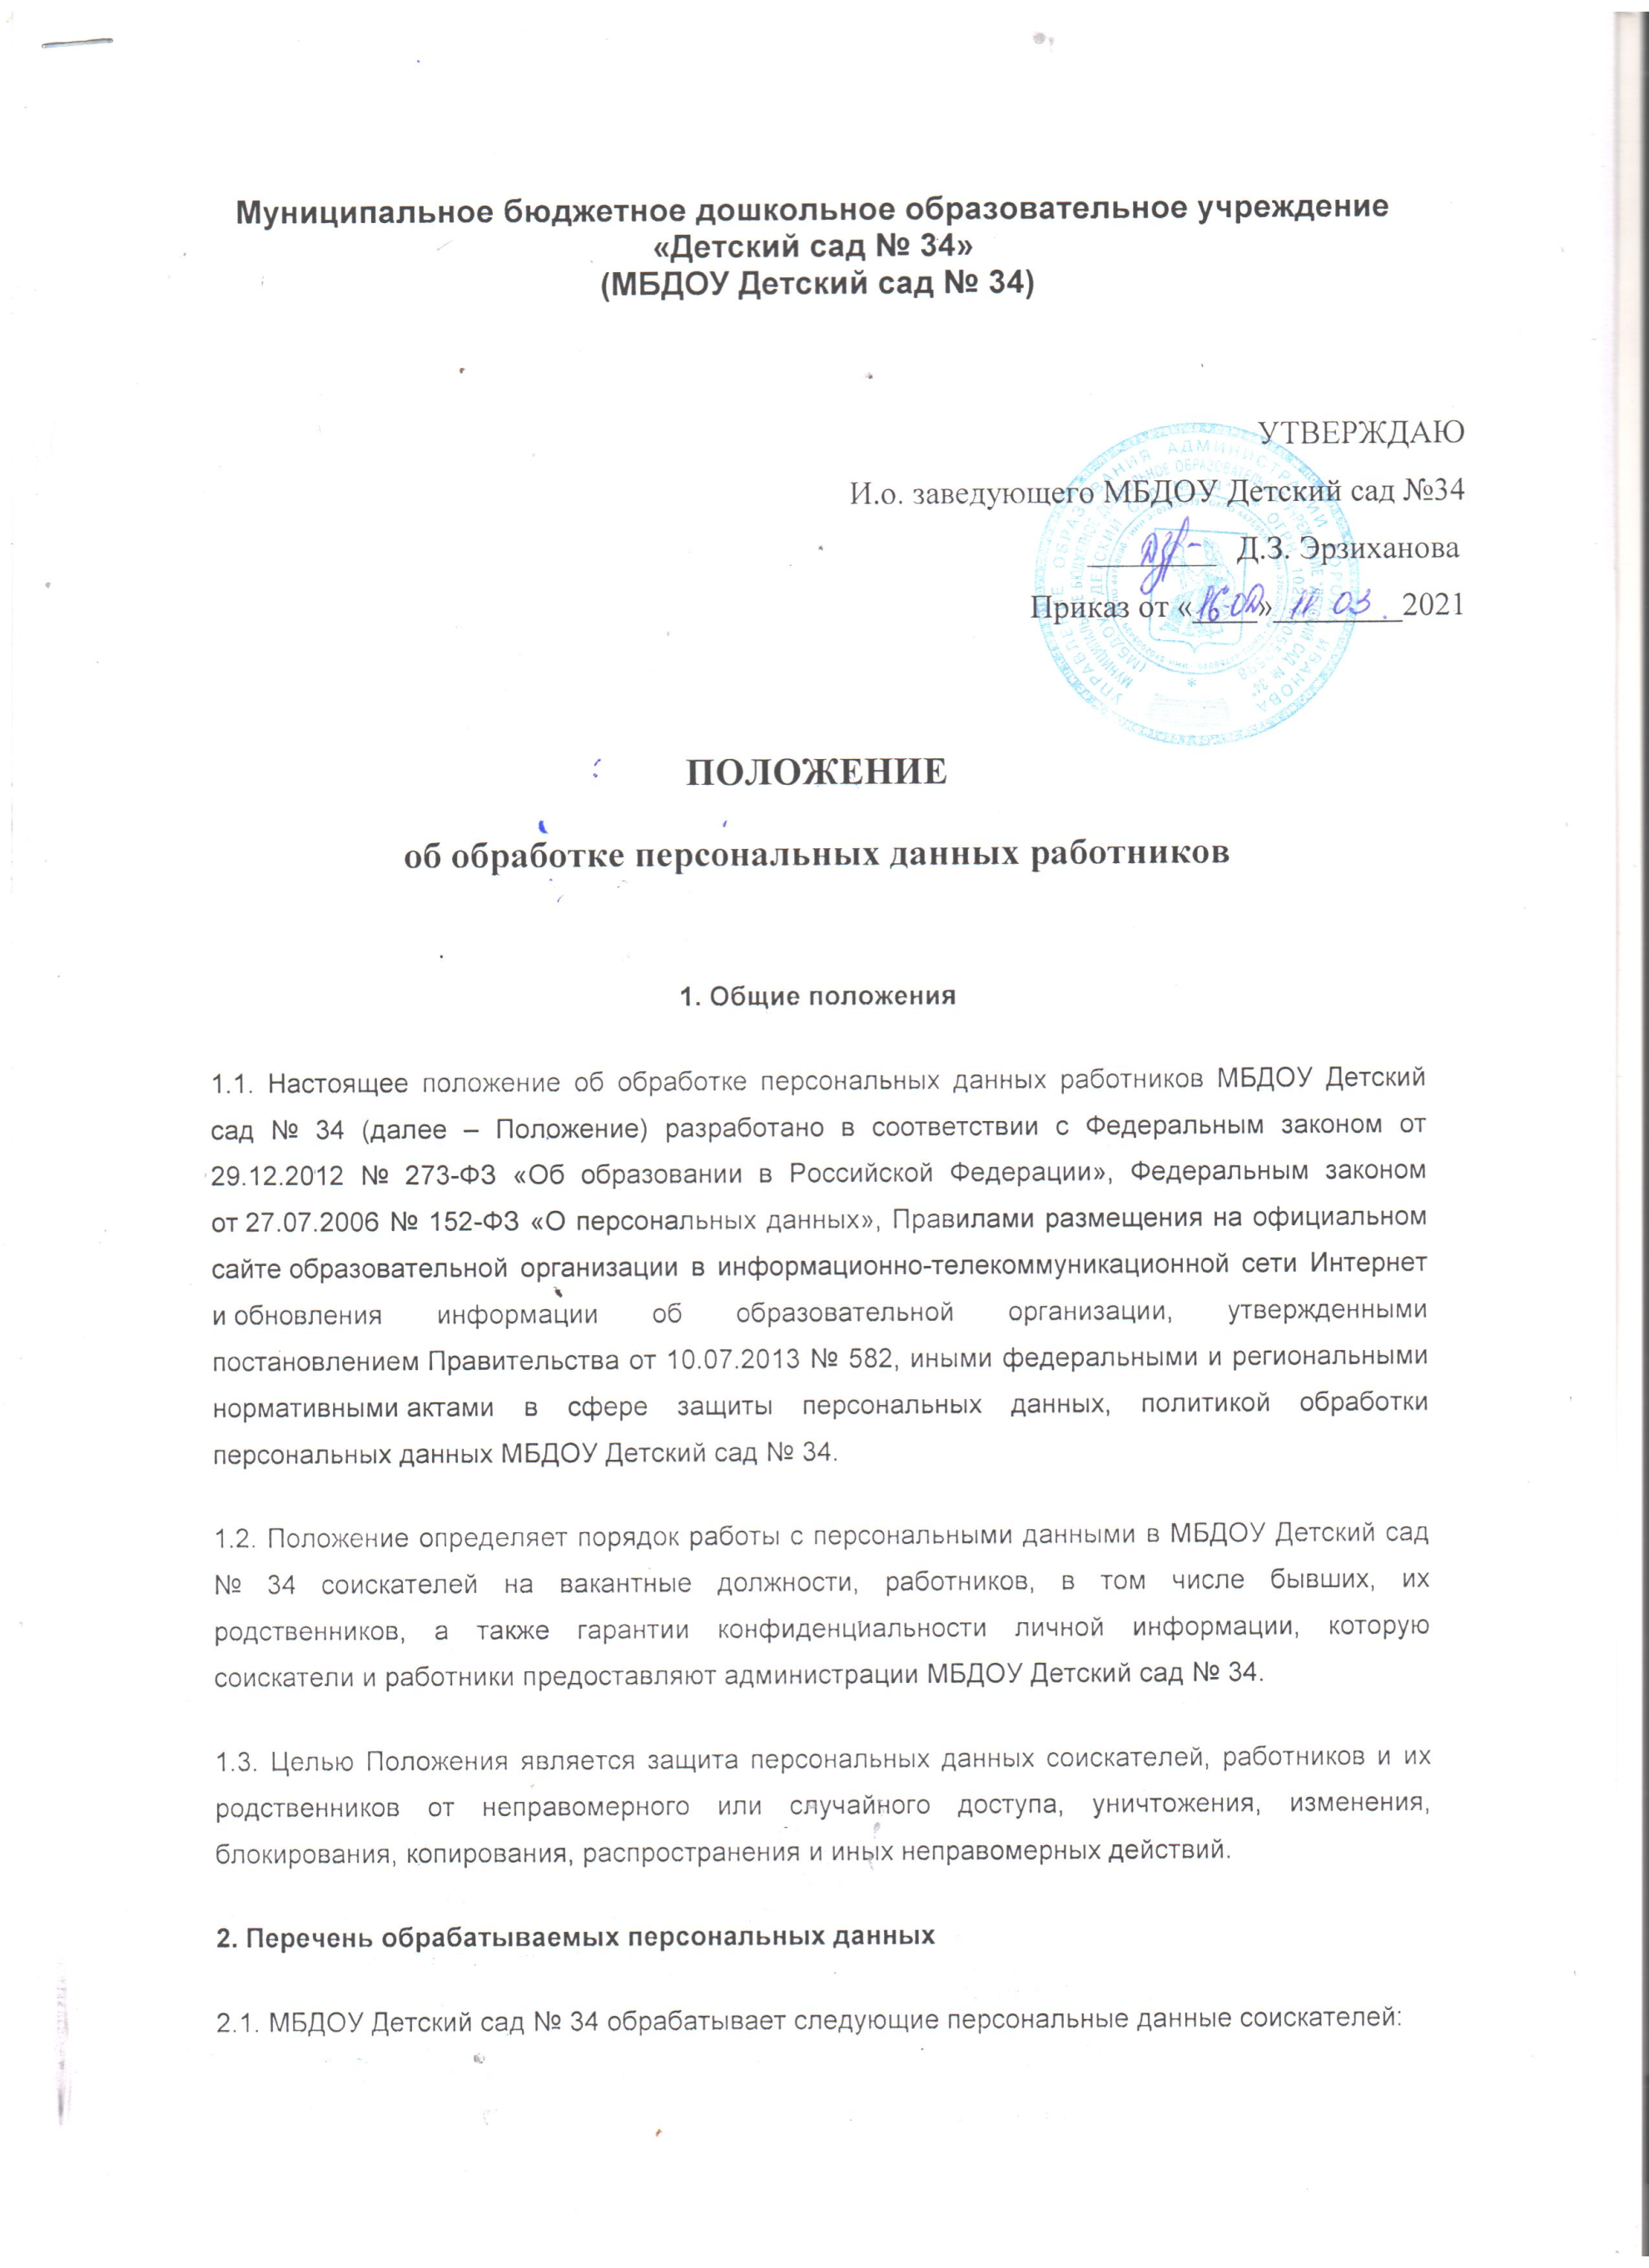 Муниципальное бюджетное дошкольное образовательное учреждение
«Детский сад № 34»
(МБДОУ Детский сад № 34)
УТВЕРЖДАЮ
И.о. заведующего МБДОУ Детский сад №34
Д.З. Эрзиханова
Приказ от «16-ОД» 11 03 . 2021
УПРАВЛЕНИЕ ОБРАЗОВАНИЯ АДМИНИСТРАЦИИ ГОРОДА ИВАНОВА
ПОЛОЖЕНИЕ
об обработке персональных данных работников
1. Общие положения
1.1. Настоящее положение об обработке персональных данных работников МБДОУ Детский
сад № 34 (далее – Положение) разработано в соответствии с Федеральным законом от
29.12.2012 № 273-ФЗ «Об образовании в Российской Федерации», Федеральным законом
от 27.07.2006 № 152-ФЗ «О персональных данных», Правилами размещения на официальном
сайте образовательной организации в информационно-телекоммуникационной сети Интернет
и обновления информации об образовательной организации, утвержденными
постановлением Правительства от 10.07.2013 № 582, иными федеральными и региональными
нормативными актами в сфере защиты персональных данных, политикой обработки
персональных данных МБДОУ Детский сад № 34.
1.2. Положение определяет порядок работы с персональными данными в МБДОУ Детский сад
№ 34 соискателей на вакантные должности, работников, в том числе бывших, их
родственников, а также гарантии конфиденциальности личной информации, которую
соискатели и работники предоставляют администрации МБДОУ Детский сад № 34.
1.3. Целью Положения является защита персональных данных соискателей, работников и их
родственников от неправомерного или случайного доступа, уничтожения, изменения,
блокирования, копирования, распространения и иных неправомерных действий.
2. Перечень обрабатываемых персональных данных
2.1. МБДОУ Детский сад № 34 обрабатывает следующие персональные данные соискателей: